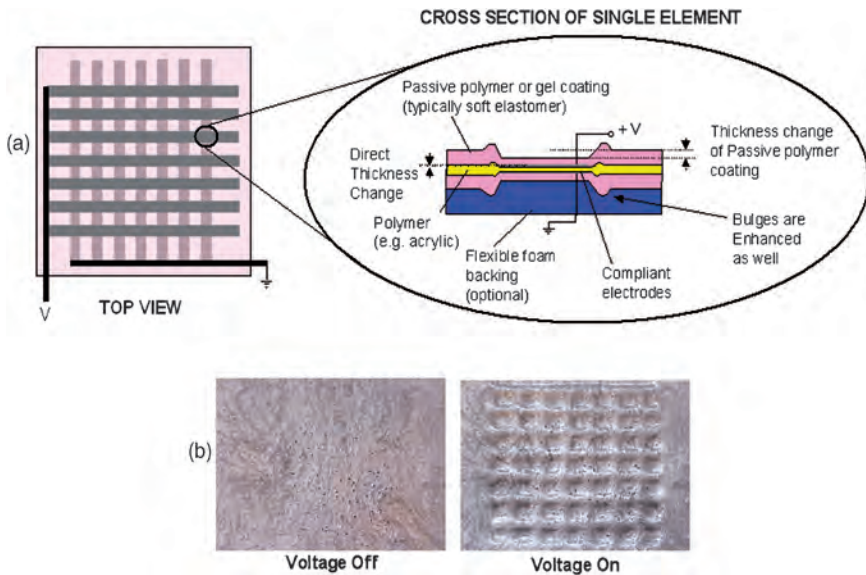 CROSS SECTION OF SINGLE ELEMENT
(a)
V
TOP VIEW
Passive polymer or gel coating
(typically soft elastomer)
+ V
Direct
Thickness
Change
Thickness change
of Passive polymer
coating
Polymer
(e.g. acrylic)
Flexible foam
backing
(optional)
Compliant
electrodes
Bulges are
Enhanced
as well
(b)
Voltage Off
Voltage On